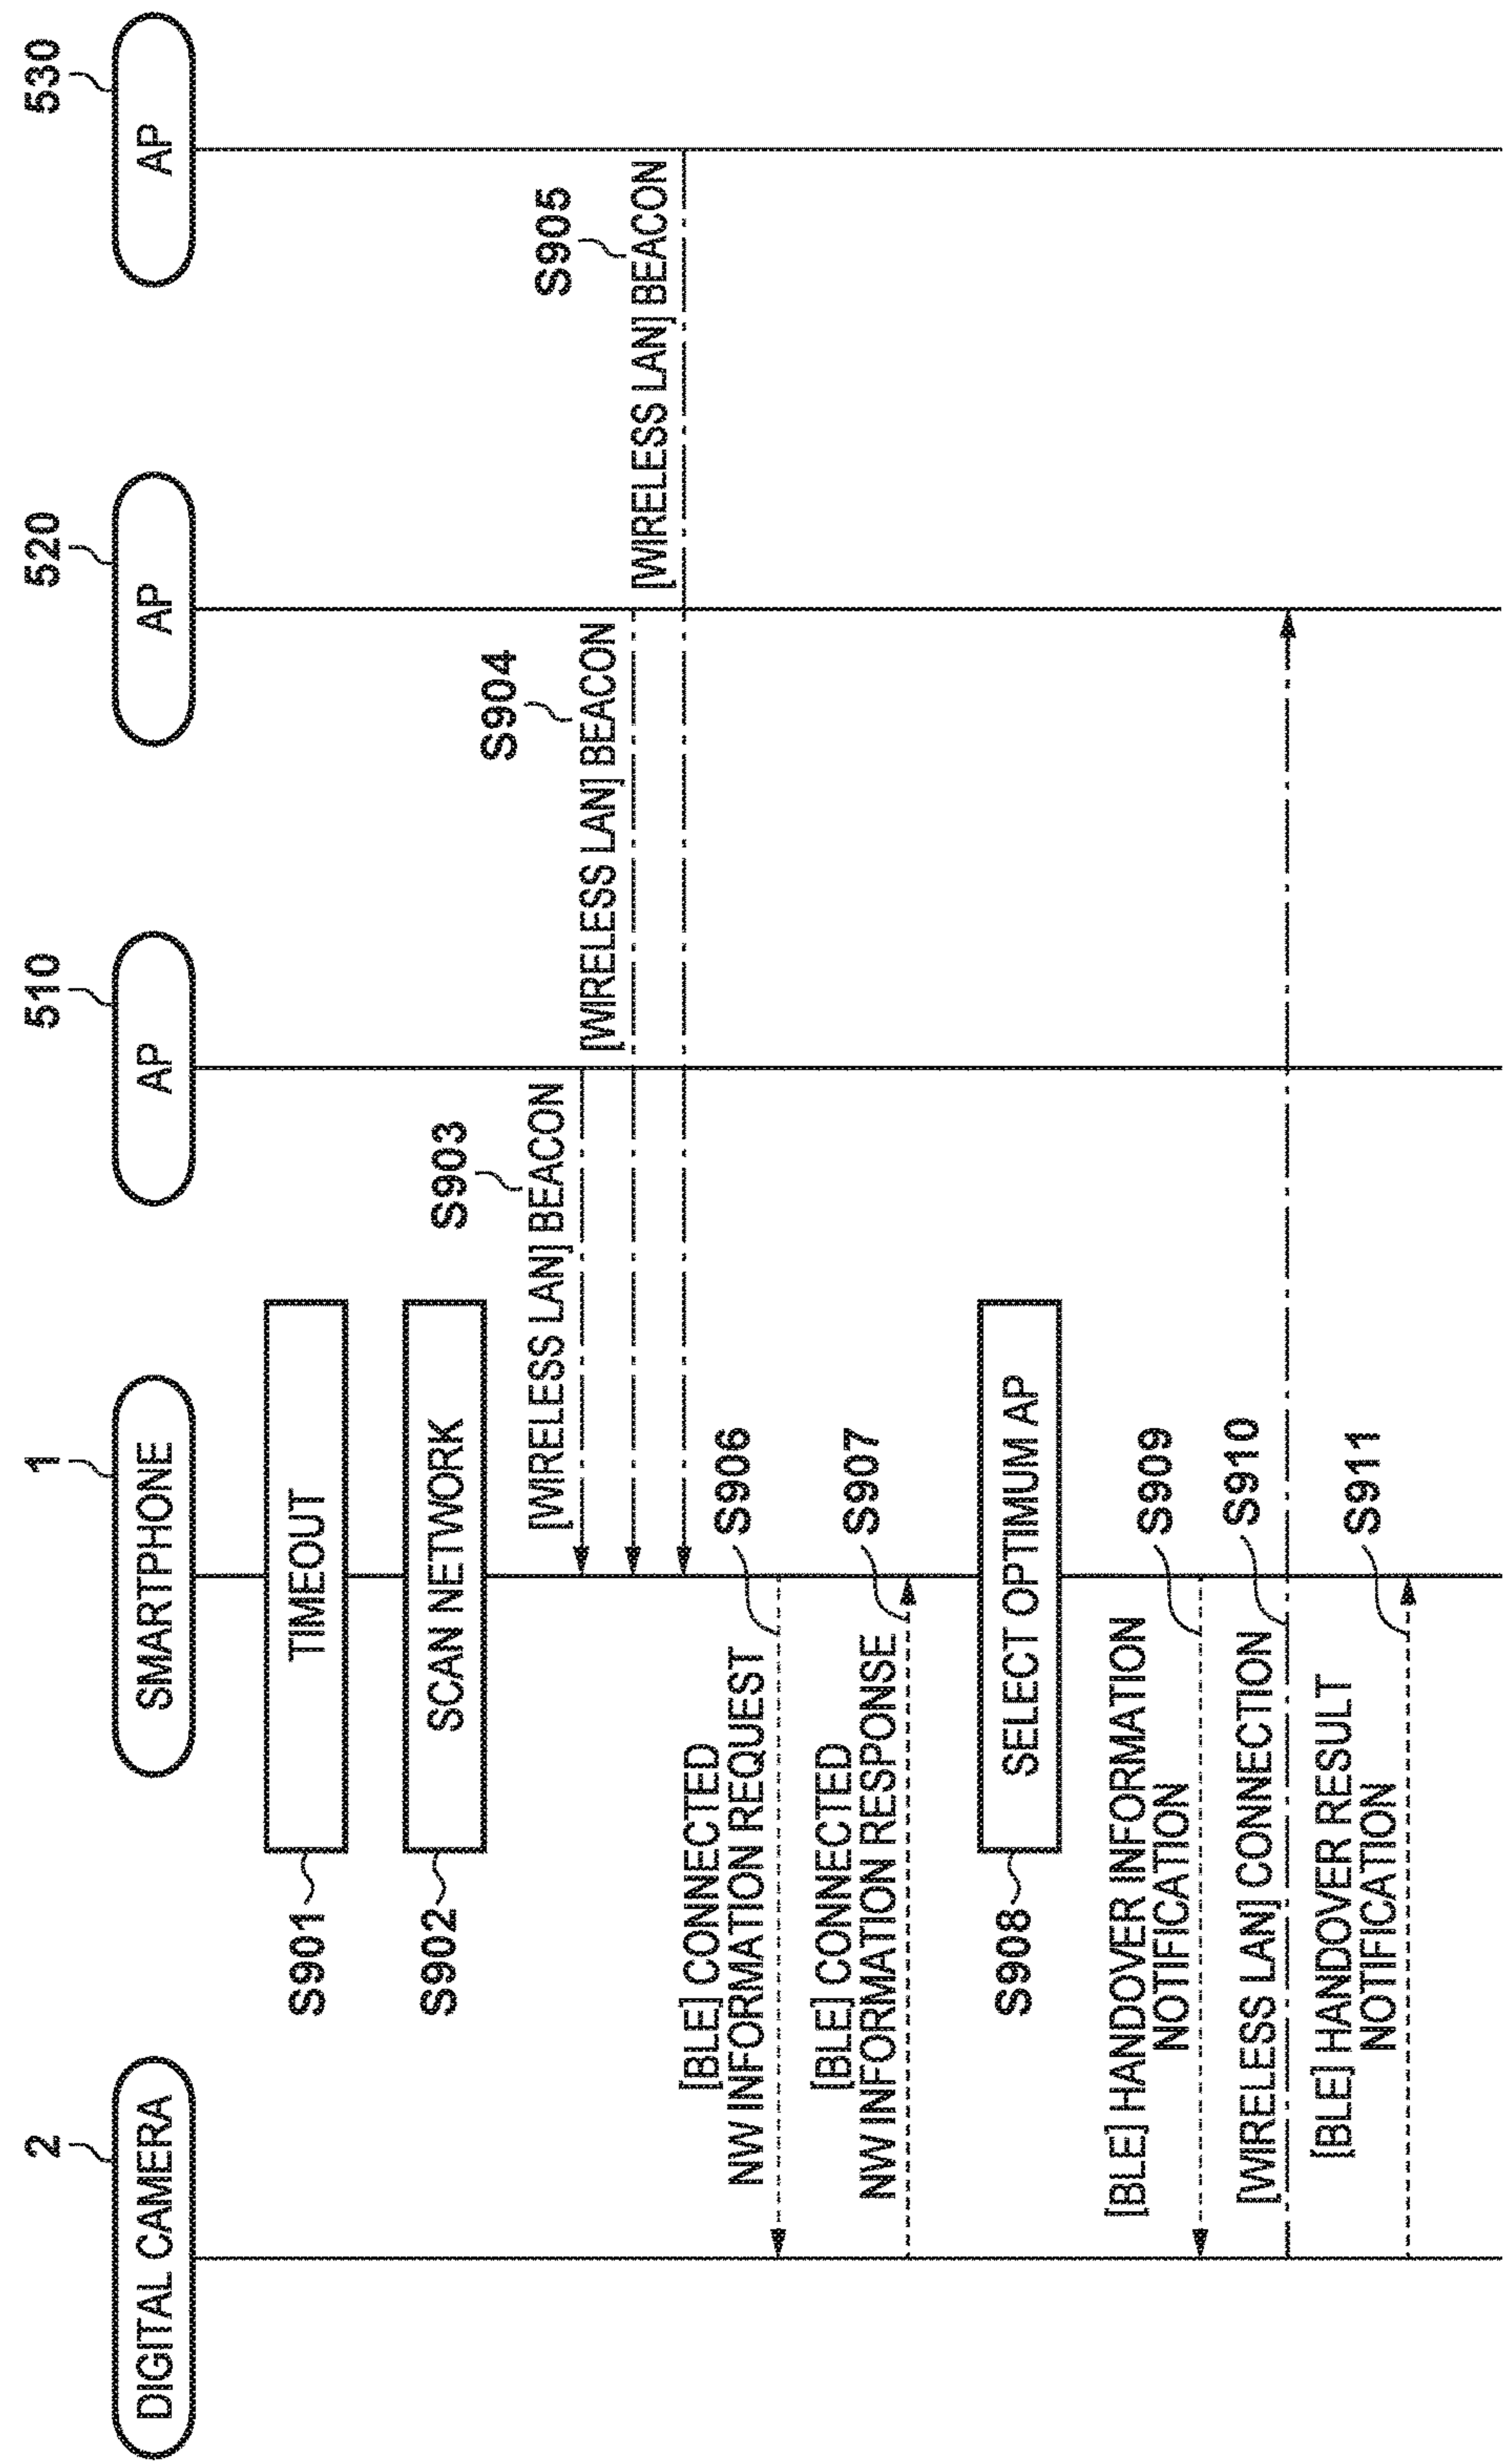 2
DIGITAL CAMERA
1
SMARTPHONE
510
AP
520
AP
530
AP
S901
TIMEOUT
S902
SCAN NETWORK
S903
[WIRELESS LAN] BEACON
S904
[WIRELESS LAN] BEACON
S905
[WIRELESS LAN] BEACON
[BLE] CONNECTED
NW INFORMATION REQUEST
S906
[BLE] CONNECTED
NW INFORMATION RESPONSE
S907
S908
SELECT OPTIMUM AP
[BLE] HANDOVER INFORMATION
NOTIFICATION
S909
[WIRELESS LAN] CONNECTION
S910
[BLE] HANDOVER RESULT
NOTIFICATION
S911